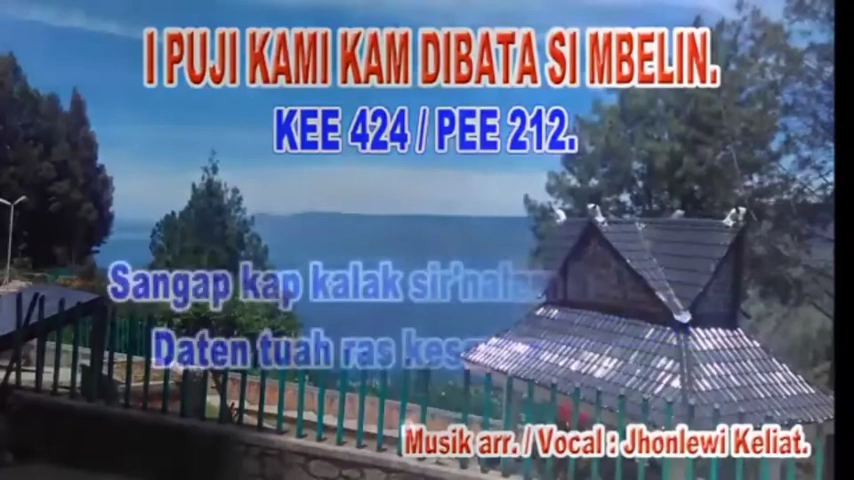 I PUJI KAMI KAM DIBATA SI MBELIN.
KEE 424 / PEE 212.
Sangap kap kalak
Daten tuah ras
Musik arr. / Vocal : Jhonlewi Keliat.